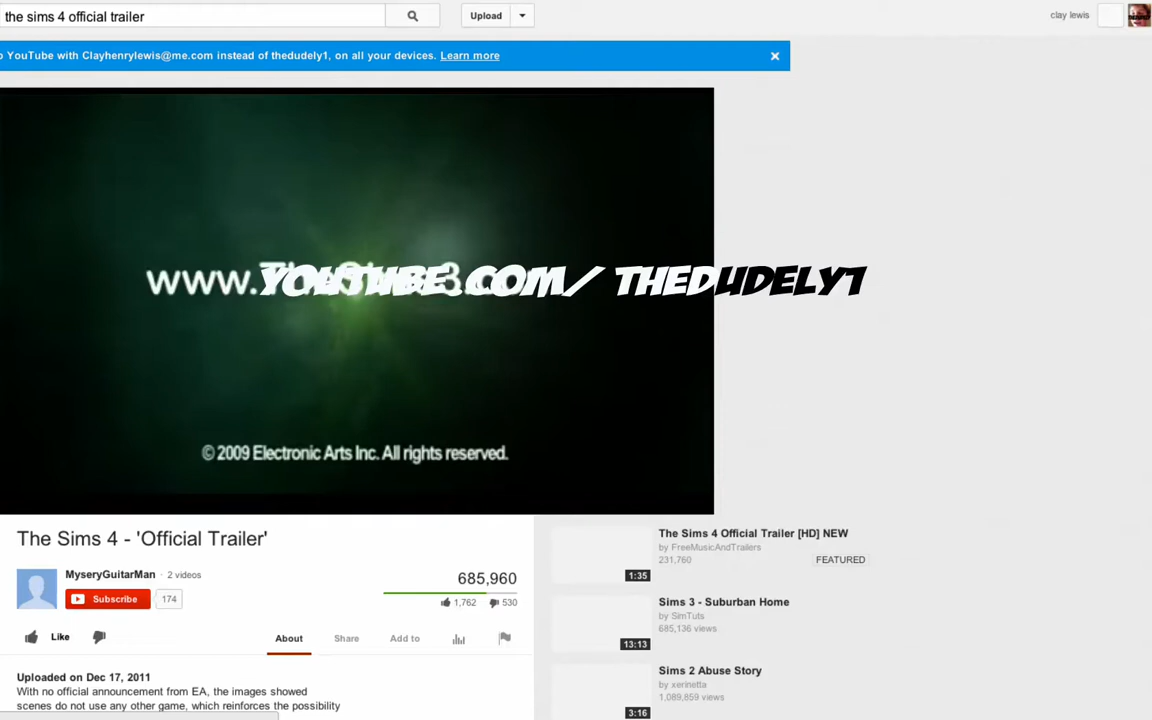 the sims 4 official trailer
Upload
clay lewis
o YouTube with Clayhenrylewis@me.com instead of thedudely1, on all your devices. Learn more
www.TheSims3.com
YOUTUBE.COM/ THEDUDELY1
© 2009 Electronic Arts Inc. All rights reserved.
The Sims 4 - 'Official Trailer'
MyseryGuitarMan · 2 videos
Subscribe 174
685,960
1,762 530
Like
About Share Add to
Uploaded on Dec 17, 2011
With no official announcement from EA, the images showed
scenes do not use any other game, which reinforces the possibility
The Sims 4 Official Trailer [HD] NEW
by FreeMusicAndTrailers
231,760
FEATURED
1:35
Sims 3 - Suburban Home
by SimTuts
685,136 views
13:13
Sims 2 Abuse Story
by xerinetta
1,089,859 views
3:16